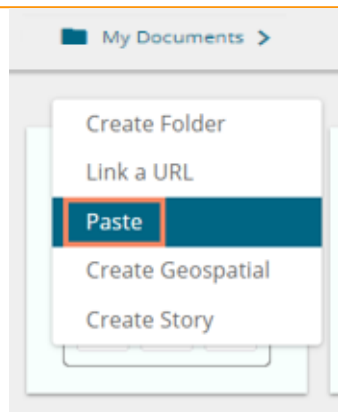 My Documents >
Create Folder
Link a URL
Paste
Create Geospatial
Create Story